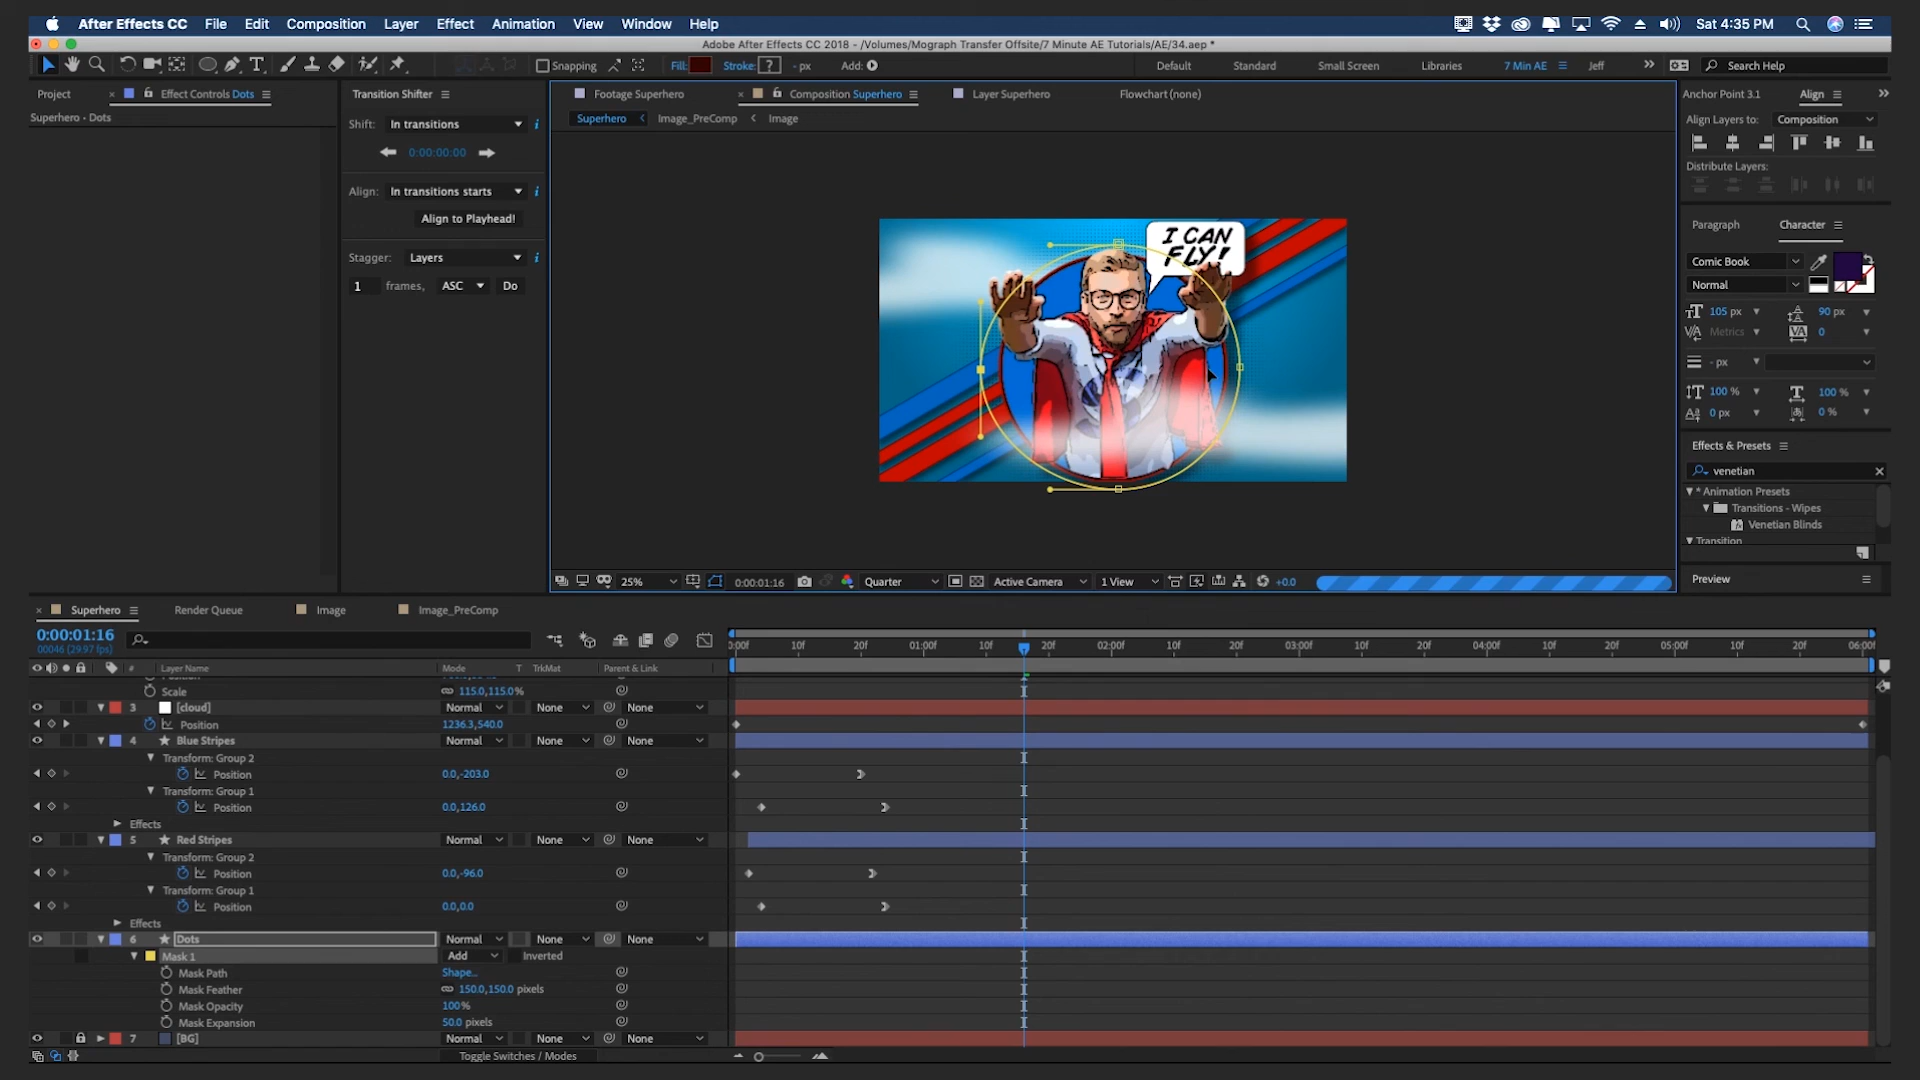 After Effects CC File Edit Composition Layer Effect Animation View Window Help Sat 4:35 PM
Adobe After Effects CC 2018 - /Volumes/Mograph Transfer Offsite/7 Minute AE Tutorials/AE/34.aep *
Snapping Fill: Stroke: ? - px Add: Default Standard Small Screen Libraries 7 Min AE Jeff >> Search Help
Project Effect Controls Dots Transition Shifter Footage Superhero Composition Superhero Layer Superhero Flowchart (none) Anchor Point 3.1 Align
Superhero - Dots Shift: In transitions Superhero Image_PreComp Image Align Layers to: Composition
0:00:00:00
Distribute Layers:
Align: In transitions starts
Align to Playhead!
Paragraph Character
I CAN
FLY!
Stagger: Layers
Comic Book
1 frames, ASC Do
Normal
105 px 90 px
Metrics 0
- px
100 % 100 %
0 px 0 %
Effects & Presets
venetian
* Animation Presets
Transitions - Wipes
Venetian Blinds
Transition
Preview
25% 0:00:01:16 Quarter Active Camera 1 View +0.0
Superhero Render Queue Image Image_PreComp
0:00:01:16
00046 (29.97 fps)
0:00f 10f 20f 01:00f 10f 20f 02:00f 10f 20f 03:00f 10f 20f 04:00f 10f 20f 05:00f 10f 20f 06:00f
# Layer Name Mode T TrkMat Parent & Link
Scale 115.0,115.0%
3 [cloud] Normal None None
Position 1236.3,540.0
4 Blue Stripes Normal None None
Transform: Group 2
Position 0.0,-203.0
Transform: Group 1
Position 0.0,126.0
Effects
5 Red Stripes Normal None None
Transform: Group 2
Position 0.0,-96.0
Transform: Group 1
Position 0.0,0.0
Effects
6 Dots Normal None None
Mask 1 Add Inverted
Mask Path Shape...
Mask Feather 150.0,150.0 pixels
Mask Opacity 100%
Mask Expansion 50.0 pixels
7 [BG] Normal None None
Toggle Switches / Modes